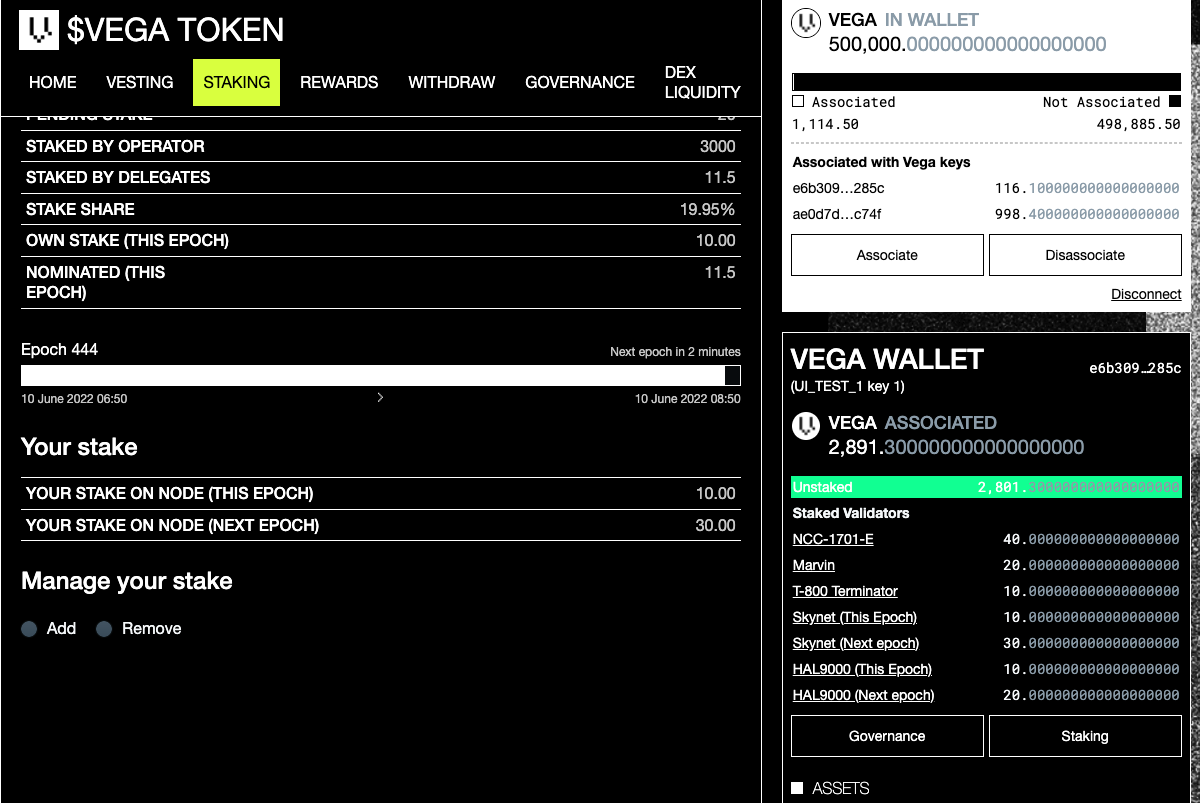 $VEGA TOKEN
HOME VESTING STAKING REWARDS WITHDRAW GOVERNANCE DEX LIQUIDITY
PENDING STAKE 20
STAKED BY OPERATOR 3000
STAKED BY DELEGATES 11.5
STAKE SHARE 19.95%
OWN STAKE (THIS EPOCH) 10.00
NOMINATED (THIS 11.5
EPOCH)
Epoch 444 Next epoch in 2 minutes
10 June 2022 06:50 10 June 2022 08:50
Your stake
YOUR STAKE ON NODE (THIS EPOCH) 10.00
YOUR STAKE ON NODE (NEXT EPOCH) 30.00
Manage your stake
Add Remove
VEGA IN WALLET
500,000.000000000000000000
Associated Not Associated
1,114.50 498,885.50
Associated with Vega keys
e6b309…285c 116.100000000000000000
ae0d7d…c74f 998.400000000000000000
Associate Disassociate
Disconnect
VEGA WALLET e6b309…285c
(UI_TEST_1 key 1)
VEGA ASSOCIATED
2,891.300000000000000000
Unstaked 2,801.300000000000000000
Staked Validators
NCC-1701-E 40.000000000000000000
Marvin 20.000000000000000000
T-800 Terminator 10.000000000000000000
Skynet (This Epoch) 10.000000000000000000
Skynet (Next epoch) 30.000000000000000000
HAL9000 (This Epoch) 10.000000000000000000
HAL9000 (Next epoch) 20.000000000000000000
Governance Staking
ASSETS